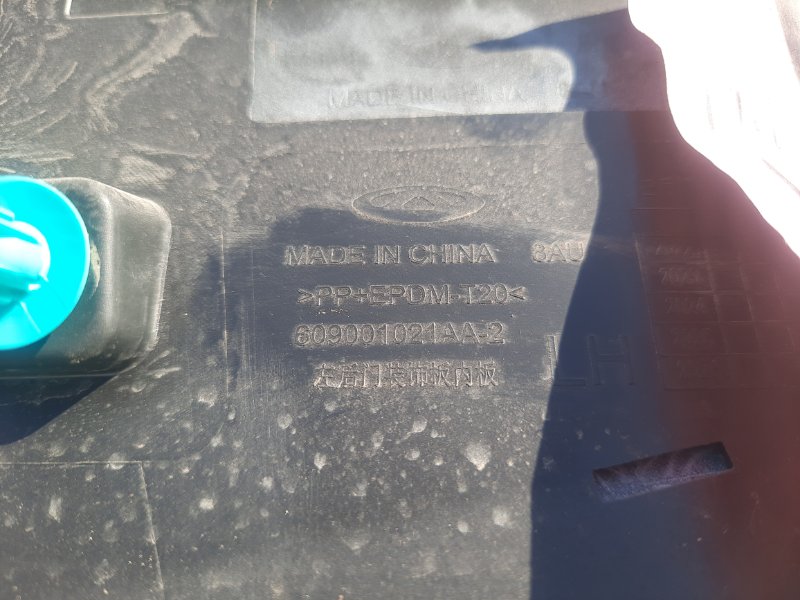 MADE IN CHINA
MADE IN CHINA 8AU
>PP+EPDM-T20<
609001021AA-2
左后门装饰板内板
LH